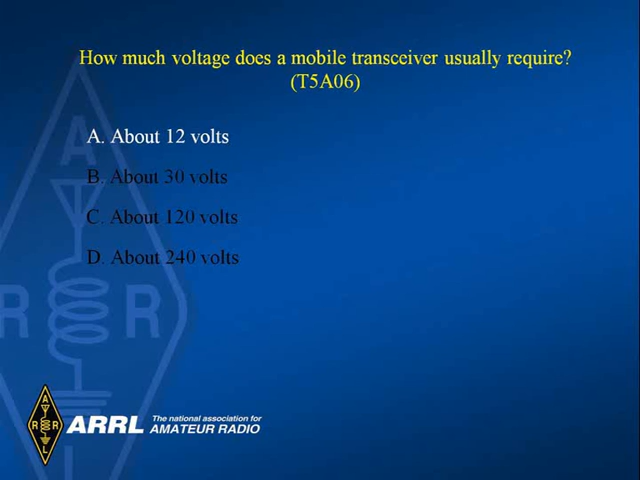 How much voltage does a mobile transceiver usually require?
(T5A06)
A. About 12 volts
B. About 30 volts
C. About 120 volts
D. About 240 volts
A
R R
L
A
R R
L
ARRL The national association for
AMATEUR RADIO